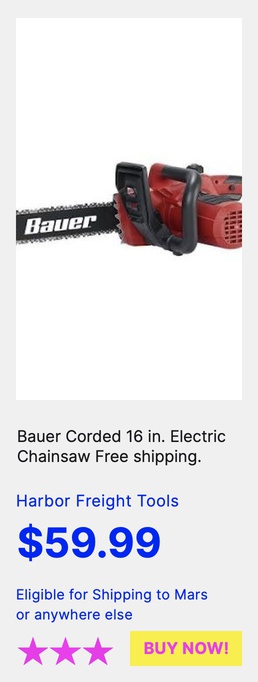 Bauer
Bauer Corded 16 in. Electric
Chainsaw Free shipping.
Harbor Freight Tools
$59.99
Eligible for Shipping to Mars
or anywhere else
BUY NOW!